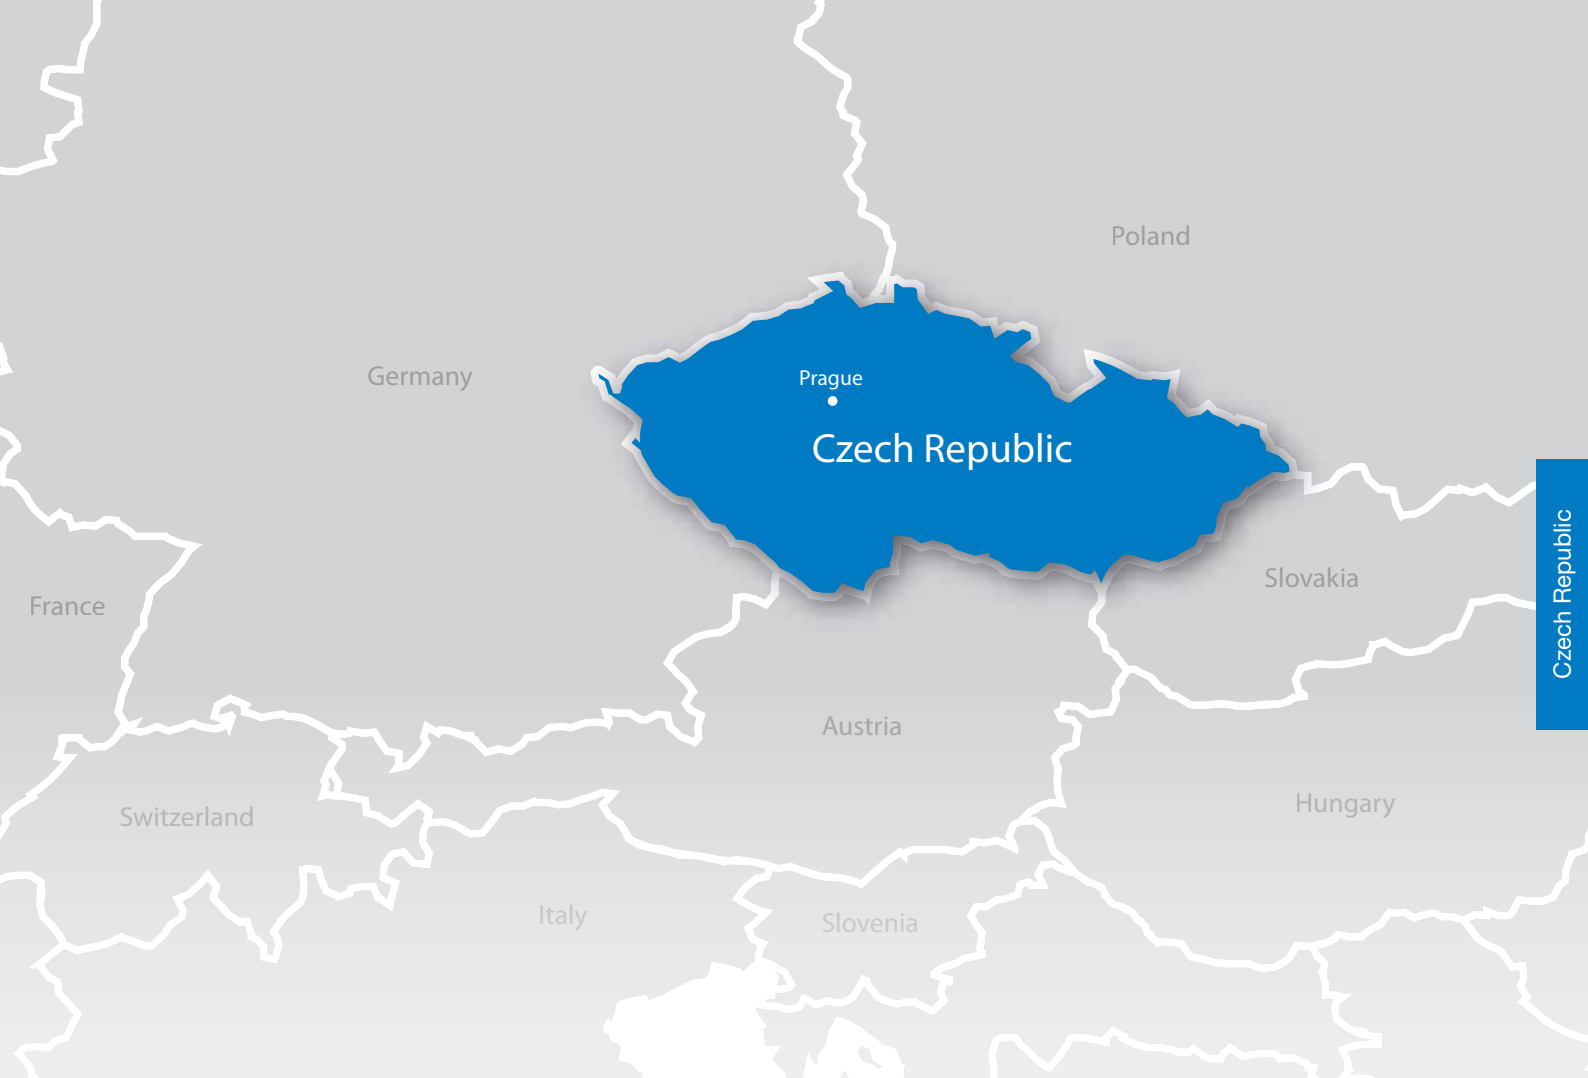 Poland
Germany
Prague
Czech Republic
Czech Republic
Slovakia
France
Austria
Hungary
Switzerland
Italy
Slovenia